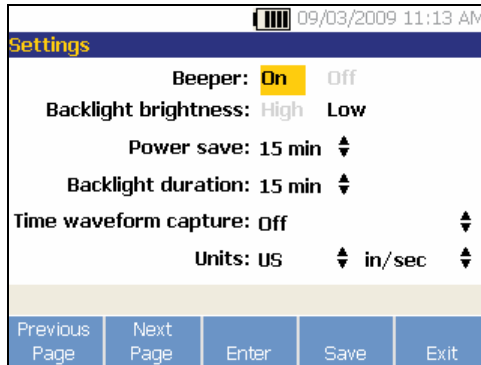 09/03/2009 11:13 AM
Settings
Beeper: On Off
Backlight brightness: High Low
Power save: 15 min
Backlight duration: 15 min
Time waveform capture: Off
Units: US in/sec
Previous Page Next Page Enter Save Exit